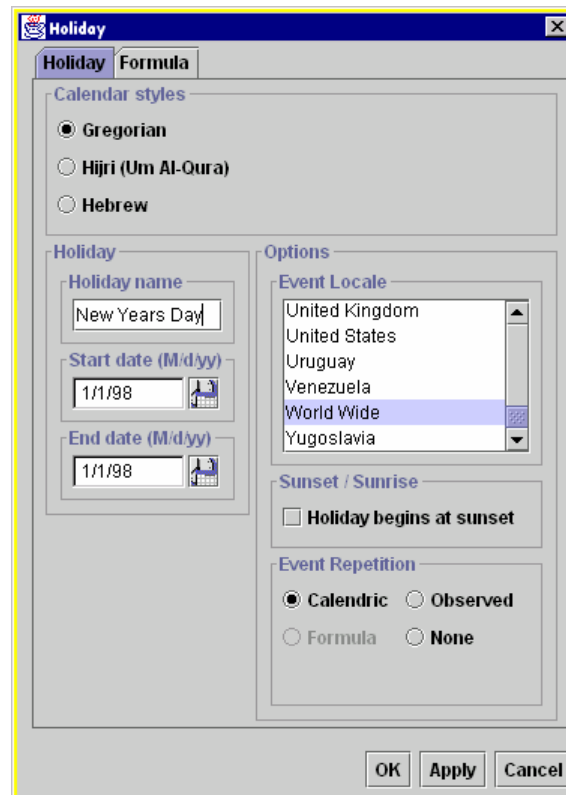 Holiday
Holiday Formula
Calendar styles
Gregorian
Hijri (Um Al-Qura)
Hebrew
Holiday
Holiday name
New Years Day
Start date (M/d/yy)
1/1/98
End date (M/d/yy)
1/1/98
Options
Event Locale
United Kingdom
United States
Uruguay
Venezuela
World Wide
Yugoslavia
Sunset / Sunrise
Holiday begins at sunset
Event Repetition
Calendric Observed
Formula None
OK Apply Cancel